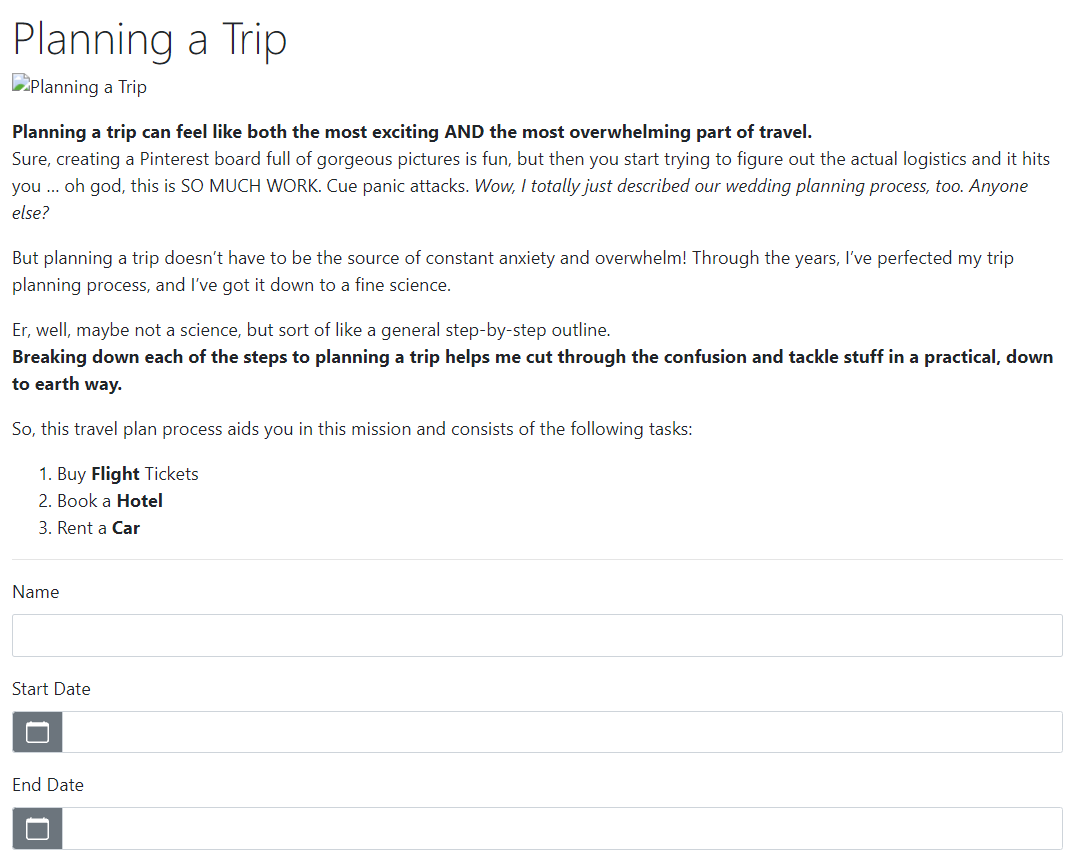 Planning a Trip
Planning a Trip
Planning a trip can feel like both the most exciting AND the most overwhelming part of travel.
Sure, creating a Pinterest board full of gorgeous pictures is fun, but then you start trying to figure out the actual logistics and it hits
you … oh god, this is SO MUCH WORK. Cue panic attacks. Wow, I totally just described our wedding planning process, too. Anyone
else?
But planning a trip doesn’t have to be the source of constant anxiety and overwhelm! Through the years, I’ve perfected my trip
planning process, and I’ve got it down to a fine science.
Er, well, maybe not a science, but sort of like a general step-by-step outline.
Breaking down each of the steps to planning a trip helps me cut through the confusion and tackle stuff in a practical, down
to earth way.
So, this travel plan process aids you in this mission and consists of the following tasks:
1. Buy Flight Tickets
2. Book a Hotel
3. Rent a Car
Name
Start Date
End Date